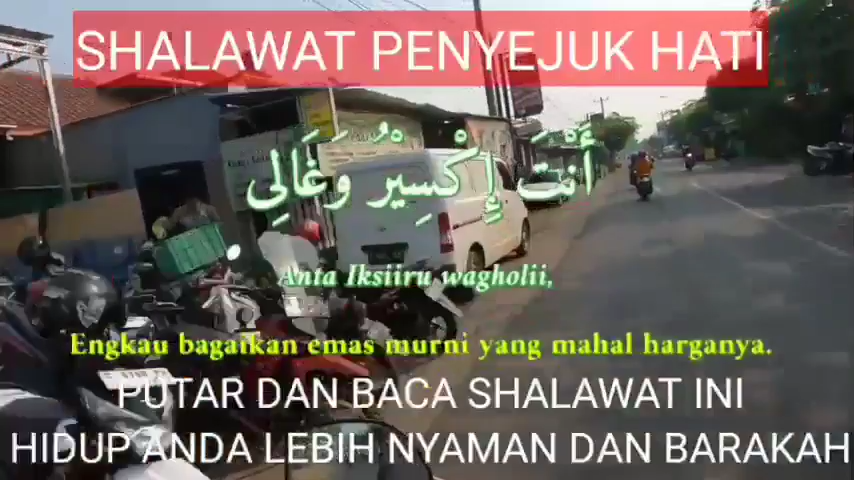 SHALAWAT PENYEJUK HATI
أَنْتَ إِكْسِيْرُ وَغَالِي
Anta Iksiiru wagholii,
Engkau bagaikan emas murni yang mahal harganya.
PUTAR DAN BACA SHALAWAT INI
HIDUP ANDA LEBIH NYAMAN DAN BARAKAH